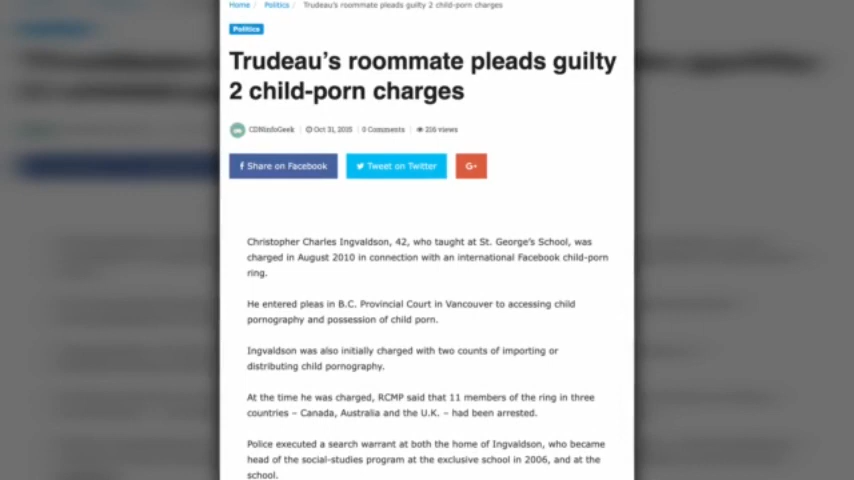 Home / Politics / Trudeau's roommate pleads guilty 2 child-porn charges
Politics
Trudeau's roommate pleads guilty
2 child-porn charges
CDNinfoGeek | Oct 31, 2015 | 0 Comments | 216 views
f Share on Facebook Tweet on Twitter G+
Christopher Charles Ingvaldson, 42, who taught at St. George's School, was
charged in August 2010 in connection with an international Facebook child-porn
ring.
He entered pleas in B.C. Provincial Court in Vancouver to accessing child
pornography and possession of child porn.
Ingvaldson was also initially charged with two counts of importing or
distributing child pornography.
At the time he was charged, RCMP said that 11 members of the ring in three
countries – Canada, Australia and the U.K. – had been arrested.
Police executed a search warrant at both the home of Ingvaldson, who became
head of the social-studies program at the exclusive school in 2006, and at the
school.